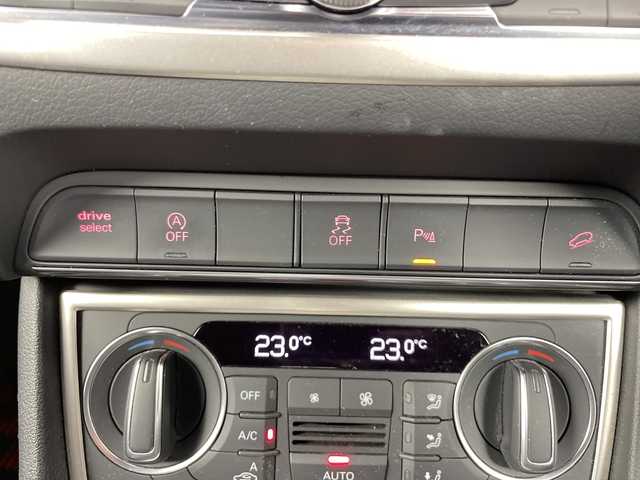 drive
select
A
OFF
OFF
P
23.0°C
23.0°C
OFF
A/C
A
AUTO